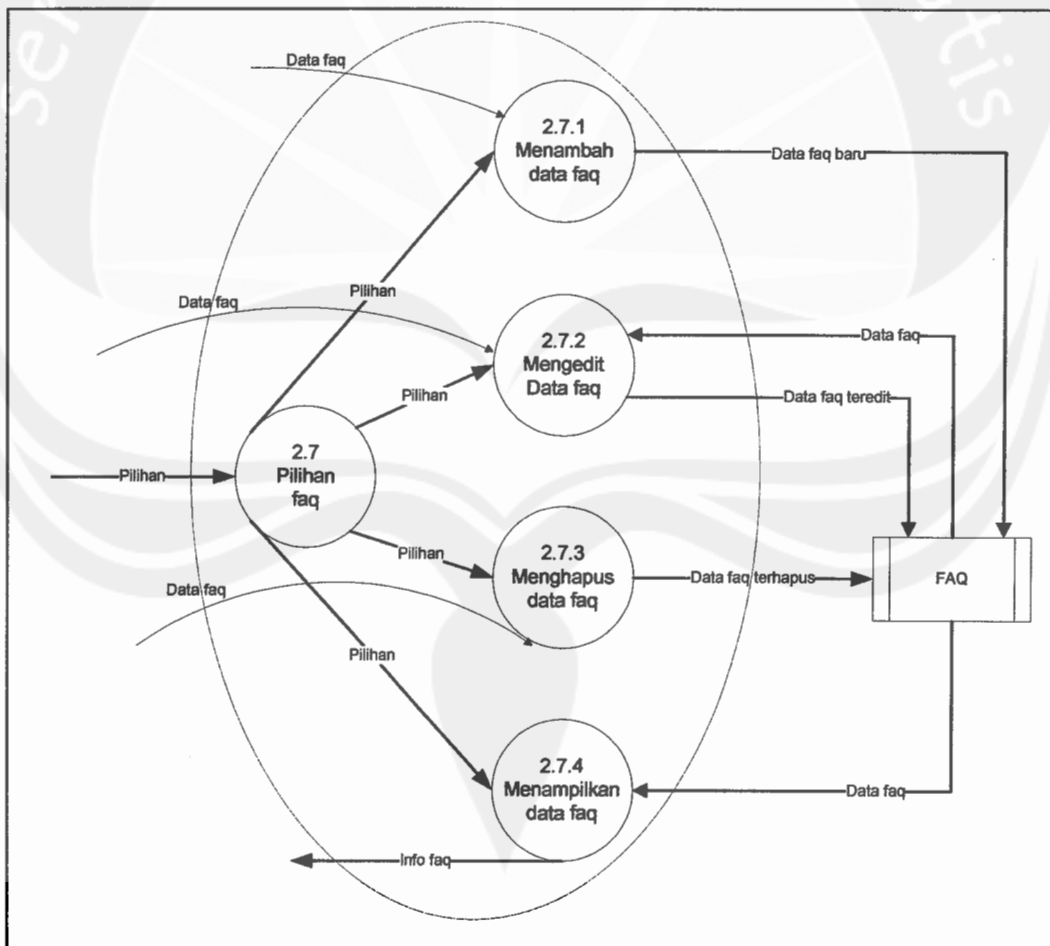 Data faq
2.7.1
Menambah
data faq
Data faq baru
Pilihan
Data faq
2.7.2
Mengedit
Data faq
Data faq
Pilihan
Data faq teredit
2.7
Pilihan
faq
Pilihan
Pilihan
2.7.3
Menghapus
data faq
Data faq terhapus
FAQ
Data faq
Pilihan
2.7.4
Menampilkan
data faq
Data faq
Info faq